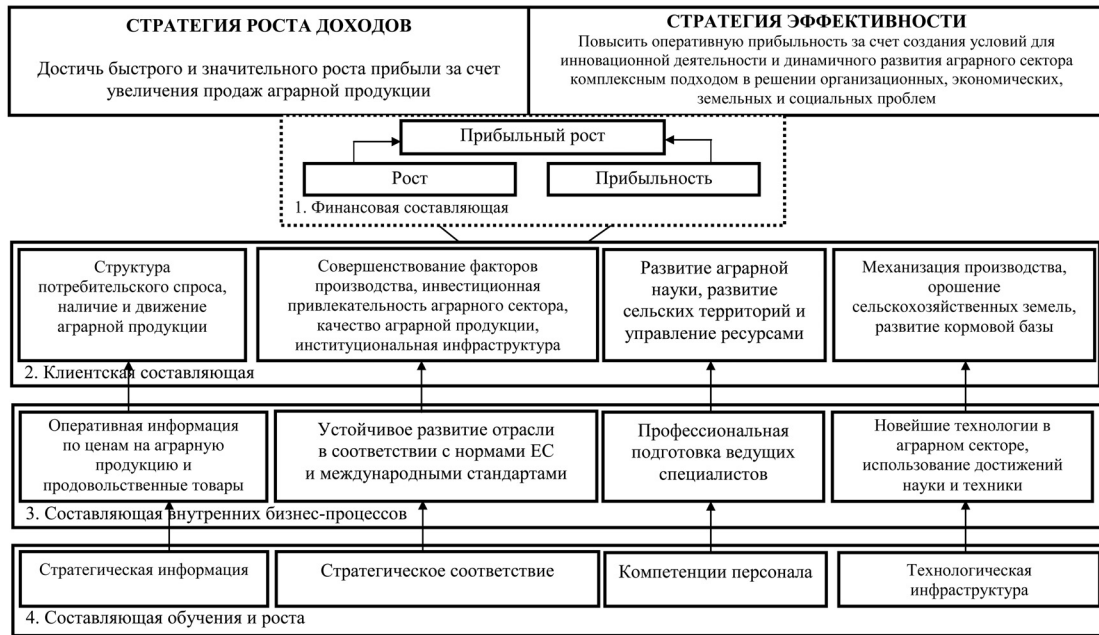 СТРАТЕГИЯ РОСТА ДОХОДОВ
Достичь быстрого и значительного роста прибыли за счет
увеличения продаж аграрной продукции
СТРАТЕГИЯ ЭФФЕКТИВНОСТИ
Повысить оперативную прибыльность за счет создания условий для
инновационной деятельности и динамичного развития аграрного сектора
комплексным подходом в решении организационных, экономических,
земельных и социальных проблем
Прибыльный рост
Рост
Прибыльность
1. Финансовая составляющая
Структура
потребительского спроса,
наличие и движение
аграрной продукции
Совершенствование факторов
производства, инвестиционная
привлекательность аграрного сектора,
качество аграрной продукции,
институциональная инфраструктура
Развитие аграрной
науки, развитие
сельских территорий и
управление ресурсами
Механизация производства,
орошение
сельскохозяйственных земель,
развитие кормовой базы
2. Клиентская составляющая
Оперативная информация
по ценам на аграрную
продукцию и
продовольственные товары
Устойчивое развитие отрасли
в соответствии с нормами ЕС
и международными стандартами
Профессиональная
подготовка ведущих
специалистов
Новейшие технологии в
аграрном секторе,
использование достижений
науки и техники
3. Составляющая внутренних бизнес-процессов
Стратегическая информация
Стратегическое соответствие
Компетенции персонала
Технологическая
инфраструктура
4. Составляющая обучения и роста